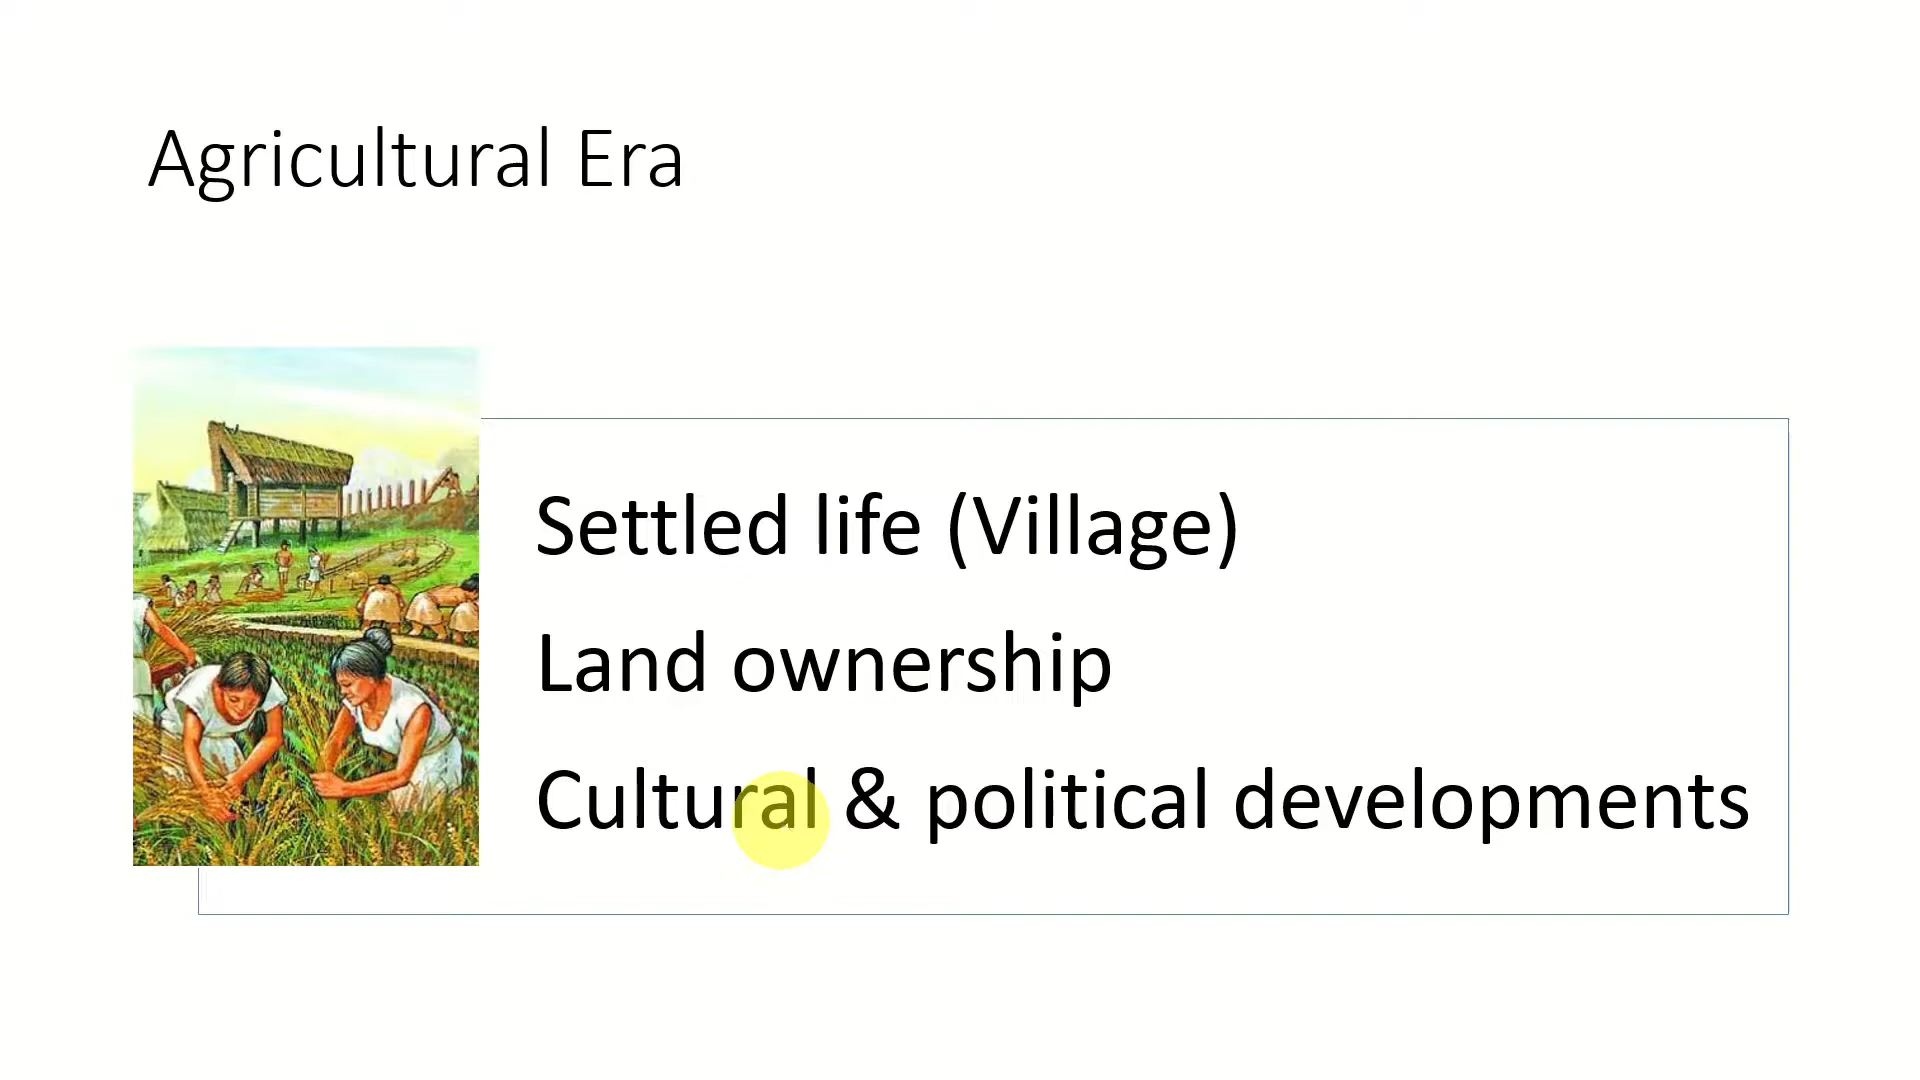 Agricultural Era
Settled life (Village)
Land ownership
Cultural & political developments